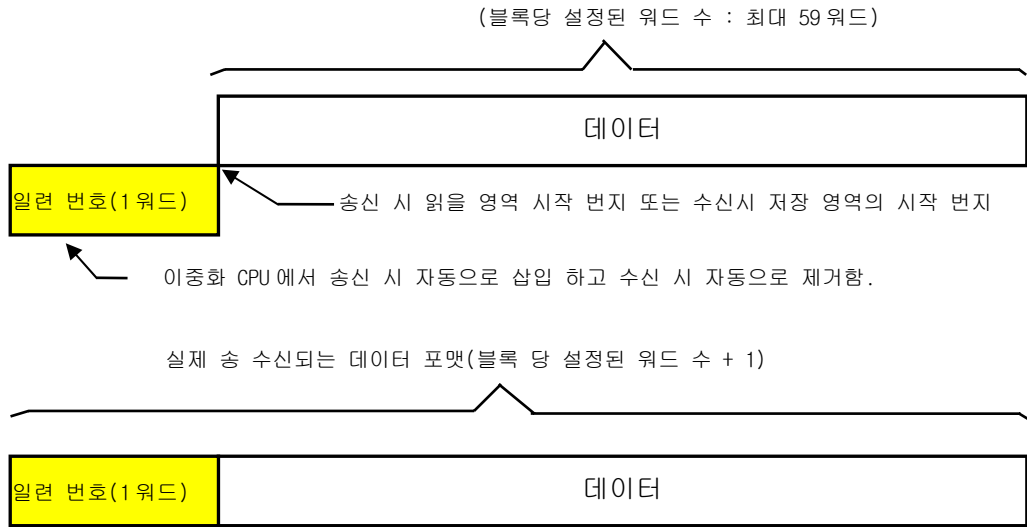 (블록당 설정된 워드 수 : 최대 59워드)
데이터
일련 번호(1워드)
송신 시 읽을 영역 시작 번지 또는 수신시 저장 영역의 시작 번지
이중화 CPU에서 송신 시 자동으로 삽입 하고 수신 시 자동으로 제거함.
실제 송 수신되는 데이터 포맷(블록 당 설정된 워드 수 + 1)
일련 번호(1워드)
데이터